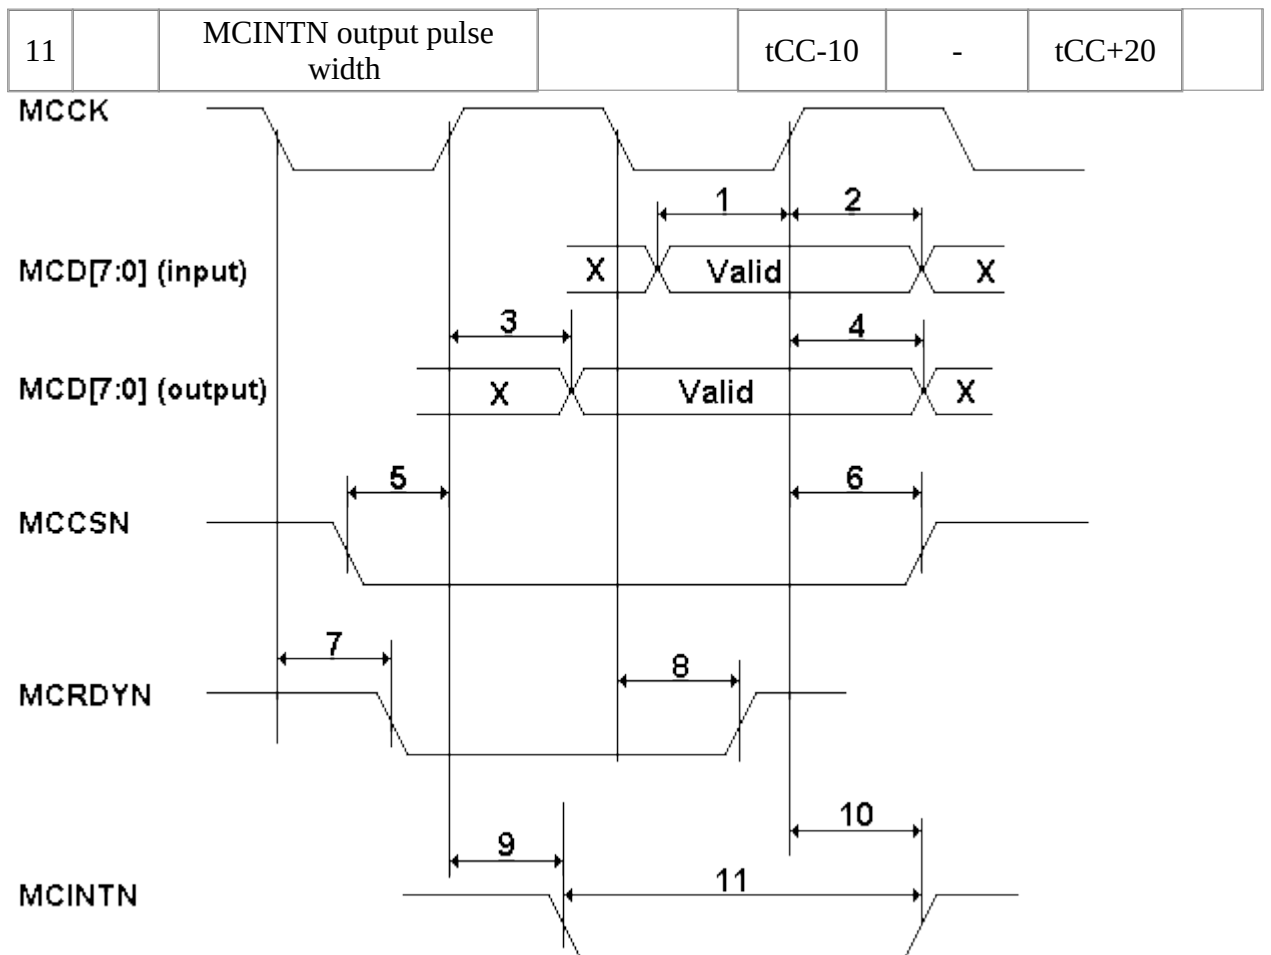 11 MCINTN output pulse width tCC-10 - tCC+20
MCCK
1 2
MCD[7:0] (input) X Valid X
3 4
MCD[7:0] (output) X Valid X
5 6
MCCSN
7 8
MCRDYN
10
9
11
MCINTN